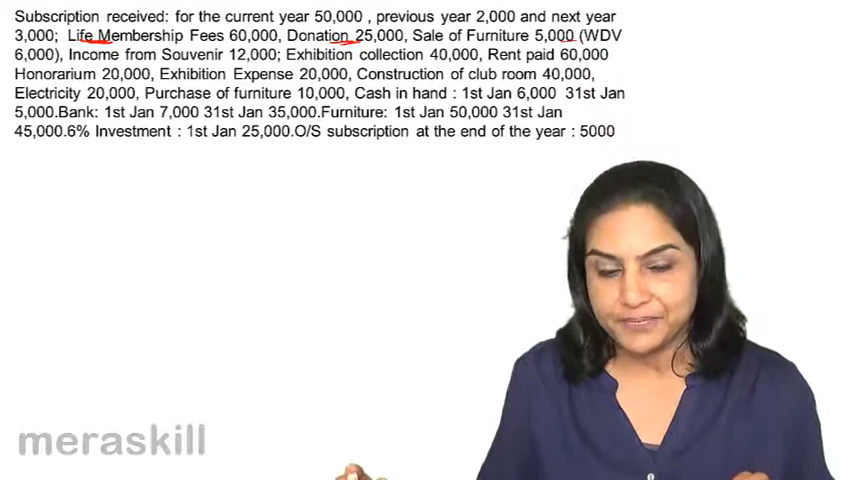 Subscription received: for the current year 50,000 , previous year 2,000 and next year
3,000; Life Membership Fees 60,000, Donation 25,000, Sale of Furniture 5,000 (WDV
6,000), Income from Souvenir 12,000; Exhibition collection 40,000, Rent paid 60,000
Honorarium 20,000, Exhibition Expense 20,000, Construction of club room 40,000,
Electricity 20,000, Purchase of furniture 10,000, Cash in hand : 1st Jan 6,000 31st Jan
5,000.Bank: 1st Jan 7,000 31st Jan 35,000.Furniture: 1st Jan 50,000 31st Jan
45,000.6% Investment : 1st Jan 25,000.O/S subscription at the end of the year : 5000
meraskill